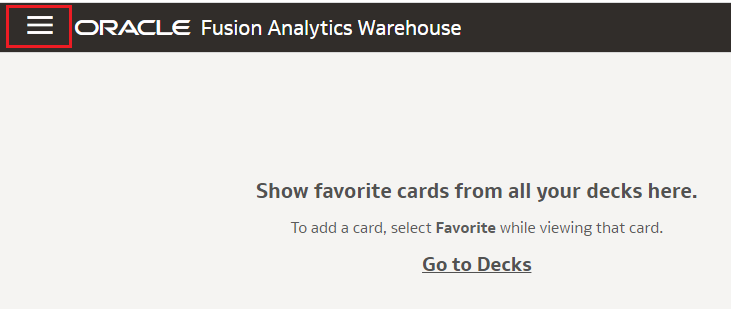 ORACLE Fusion Analytics Warehouse
Show favorite cards from all your decks here.
To add a card, select Favorite while viewing that card.
Go to Decks